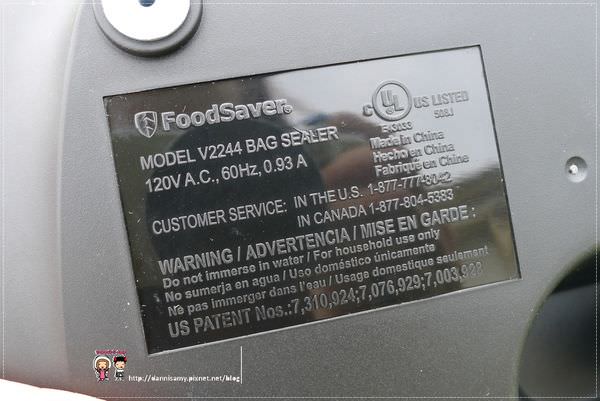 FoodSaver®
MODEL V2244 BAG SEALER
120V A.C., 60Hz, 0.93 A
C UL US LISTED
508J
E43033
Made in China
Hecho en China
Fabriqué en Chine
CUSTOMER SERVICE: IN THE U.S. 1-877-777-8042
IN CANADA 1-877-804-5383
WARNING / ADVERTENCIA / MISE EN GARDE :
Do not immerse in water / For household use only
No sumerja en agua / Uso doméstico únicamente
Ne pas immerger dans l'eau / Usage domestique seulement
US PATENT Nos.:7,310,924;7,076,929;7,003,928
http://dannisamy.pixnet.net/blog